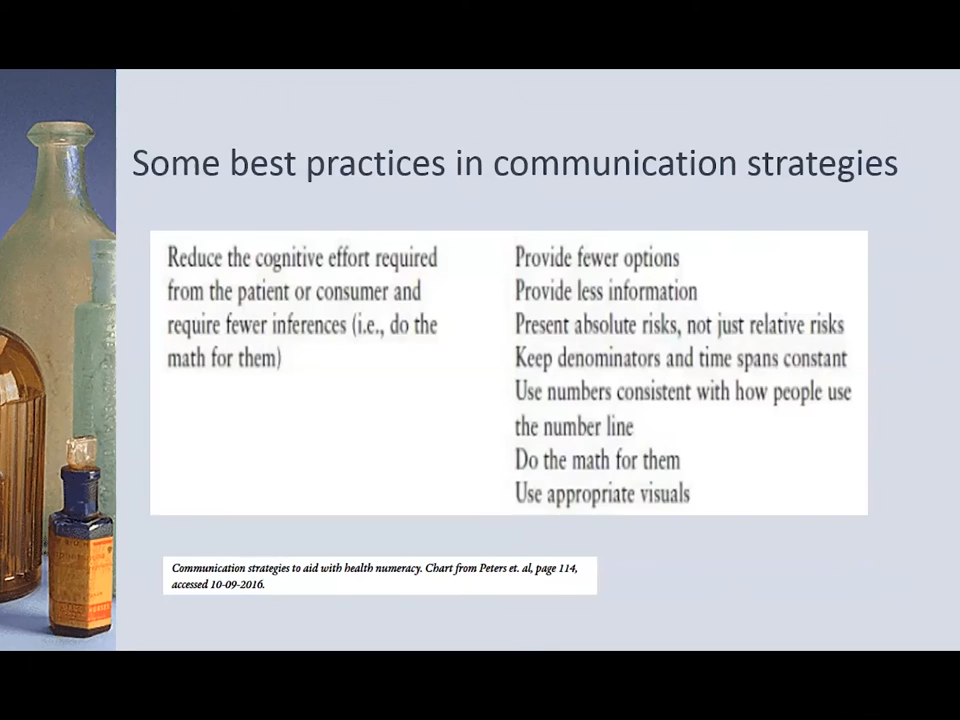 Some best practices in communication strategies
Reduce the cognitive effort required
from the patient or consumer and
require fewer inferences (i.e., do the
math for them)
Provide fewer options
Provide less information
Present absolute risks, not just relative risks
Keep denominators and time spans constant
Use numbers consistent with how people use
the number line
Do the math for them
Use appropriate visuals
Communication strategies to aid with health numeracy. Chart from Peters et. al, page 114,
accessed 10-09-2016.